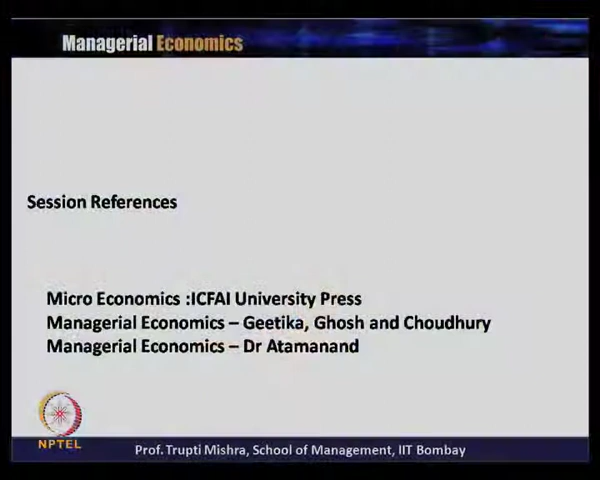 Managerial Economics
Session References
Micro Economics :ICFAI University Press
Managerial Economics – Geetika, Ghosh and Choudhury
Managerial Economics – Dr Atamanand
NPTEL
Prof. Trupti Mishra, School of Management, IIT Bombay